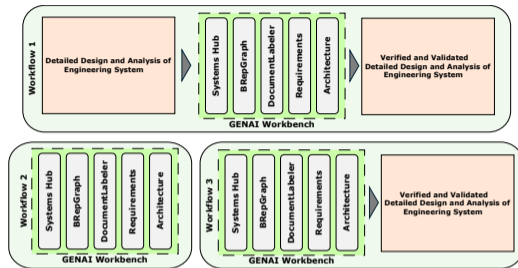 Workflow 1
Detailed Design and Analysis of
Engineering System
Systems Hub
BRepGraph
DocumentLabeler
Requirements
Architecture
GENAI Workbench
Verified and Validated
Detailed Design and Analysis of
Engineering System
Workflow 2
Systems Hub
BRepGraph
DocumentLabeler
Requirements
Architecture
GENAI Workbench
Workflow 3
Systems Hub
BRepGraph
DocumentLabeler
Requirements
Architecture
GENAI Workbench
Verified and Validated
Detailed Design and Analysis of
Engineering System